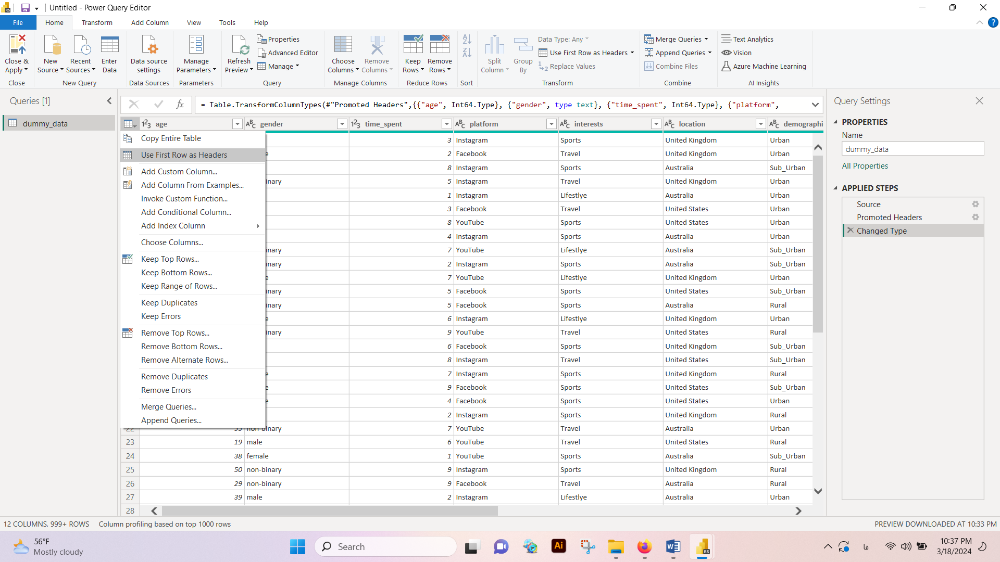 Untitled - Power Query Editor
File Home Transform Add Column View Tools Help
Close & Apply
Close
New Source
Recent Sources
Enter Data
New Query
Data source settings
Data Sources
Manage Parameters
Parameters
Refresh Preview
Properties
Advanced Editor
Manage
Query
Choose Columns
Remove Columns
Manage Columns
Keep Rows
Remove Rows
Reduce Rows
Sort
Split Column
Group By
Data Type: Any
Use First Row as Headers
Replace Values
Transform
Merge Queries
Append Queries
Combine Files
Combine
Text Analytics
Vision
Azure Machine Learning
AI Insights
Queries [1]
dummy_data
fx = Table.TransformColumnTypes(#"Promoted Headers",{{"age", Int64.Type}, {"gender", type text}, {"time_spent", Int64.Type}, {"platform",
age gender time_spent platform interests location demographi
Copy Entire Table
Use First Row as Headers
Add Custom Column...
Add Column From Examples...
Invoke Custom Function...
Add Conditional Column...
Add Index Column
Choose Columns...
Keep Top Rows...
Keep Bottom Rows...
Keep Range of Rows...
Keep Duplicates
Keep Errors
Remove Top Rows...
Remove Bottom Rows...
Remove Alternate Rows...
Remove Duplicates
Remove Errors
Merge Queries...
Append Queries...
3 Instagram Sports United Kingdom Urban
2 Facebook Travel United Kingdom Urban
8 Instagram Sports Australia Sub_Urban
inary 5 Instagram Travel United Kingdom Urban
1 Instagram Lifestlye Australia Urban
3 Facebook Travel United States Urban
8 YouTube Sports United States Urban
4 Instagram Sports Australia Urban
inary 7 YouTube Lifestlye Australia Sub_Urban
inary 2 Instagram Sports Australia Sub_Urban
e 7 YouTube Lifestlye United Kingdom Urban
inary 5 Facebook Sports United States Sub_Urban
inary 5 Facebook Sports Australia Rural
e 6 Instagram Lifestlye United Kingdom Urban
inary 9 YouTube Travel United States Rural
6 Facebook Sports United Kingdom Sub_Urban
8 Instagram Travel United States Sub_Urban
e 7 Instagram Sports United Kingdom Rural
e 9 Facebook Sports United States Sub_Urban
e 4 Facebook Sports United States Urban
2 Instagram Sports United Kingdom Rural
22 non-binary 7 YouTube Travel Australia Urban
23 19 male 6 YouTube Travel United States Rural
24 38 female 1 YouTube Sports Australia Sub_Urban
25 50 non-binary 9 Instagram Sports United Kingdom Rural
26 29 non-binary 9 Facebook Travel Australia Rural
27 39 male 2 Instagram Lifestlye Australia Urban
28
Query Settings
PROPERTIES
Name
dummy_data
All Properties
APPLIED STEPS
Source
Promoted Headers
Changed Type
12 COLUMNS, 999+ ROWS Column profiling based on top 1000 rows
PREVIEW DOWNLOADED AT 10:33 PM
56°F
Mostly cloudy
Search
Ai
فا
10:37 PM
3/18/2024